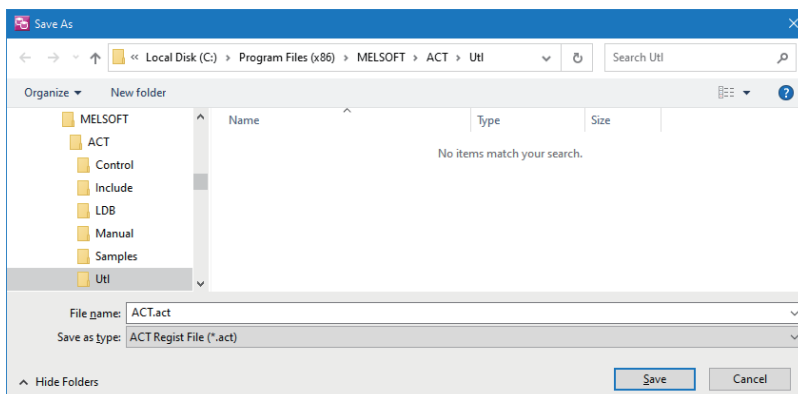 Save As
« Local Disk (C:) › Program Files (x86) › MELSOFT › ACT › Utl
Search Utl
Organize
New folder
MELSOFT
ACT
Control
Include
LDB
Manual
Samples
Utl
Name
Type
Size
No items match your search.
File name: ACT.act
Save as type: ACT Regist File (*.act)
Hide Folders
Save
Cancel